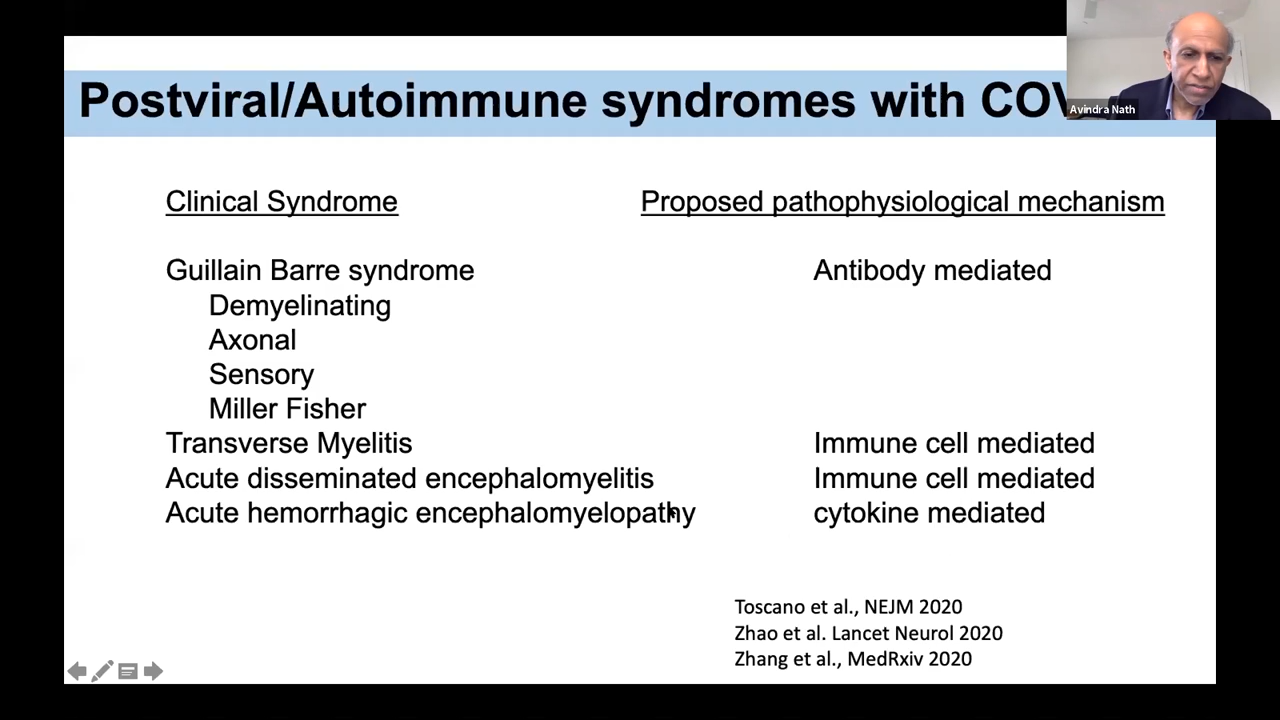 Postviral/Autoimmune syndromes with COV
Avindra Nath
Clinical Syndrome Proposed pathophysiological mechanism
Guillain Barre syndrome Antibody mediated
Demyelinating
Axonal
Sensory
Miller Fisher
Transverse Myelitis Immune cell mediated
Acute disseminated encephalomyelitis Immune cell mediated
Acute hemorrhagic encephalomyelopathy cytokine mediated
Toscano et al., NEJM 2020
Zhao et al. Lancet Neurol 2020
Zhang et al., MedRxiv 2020